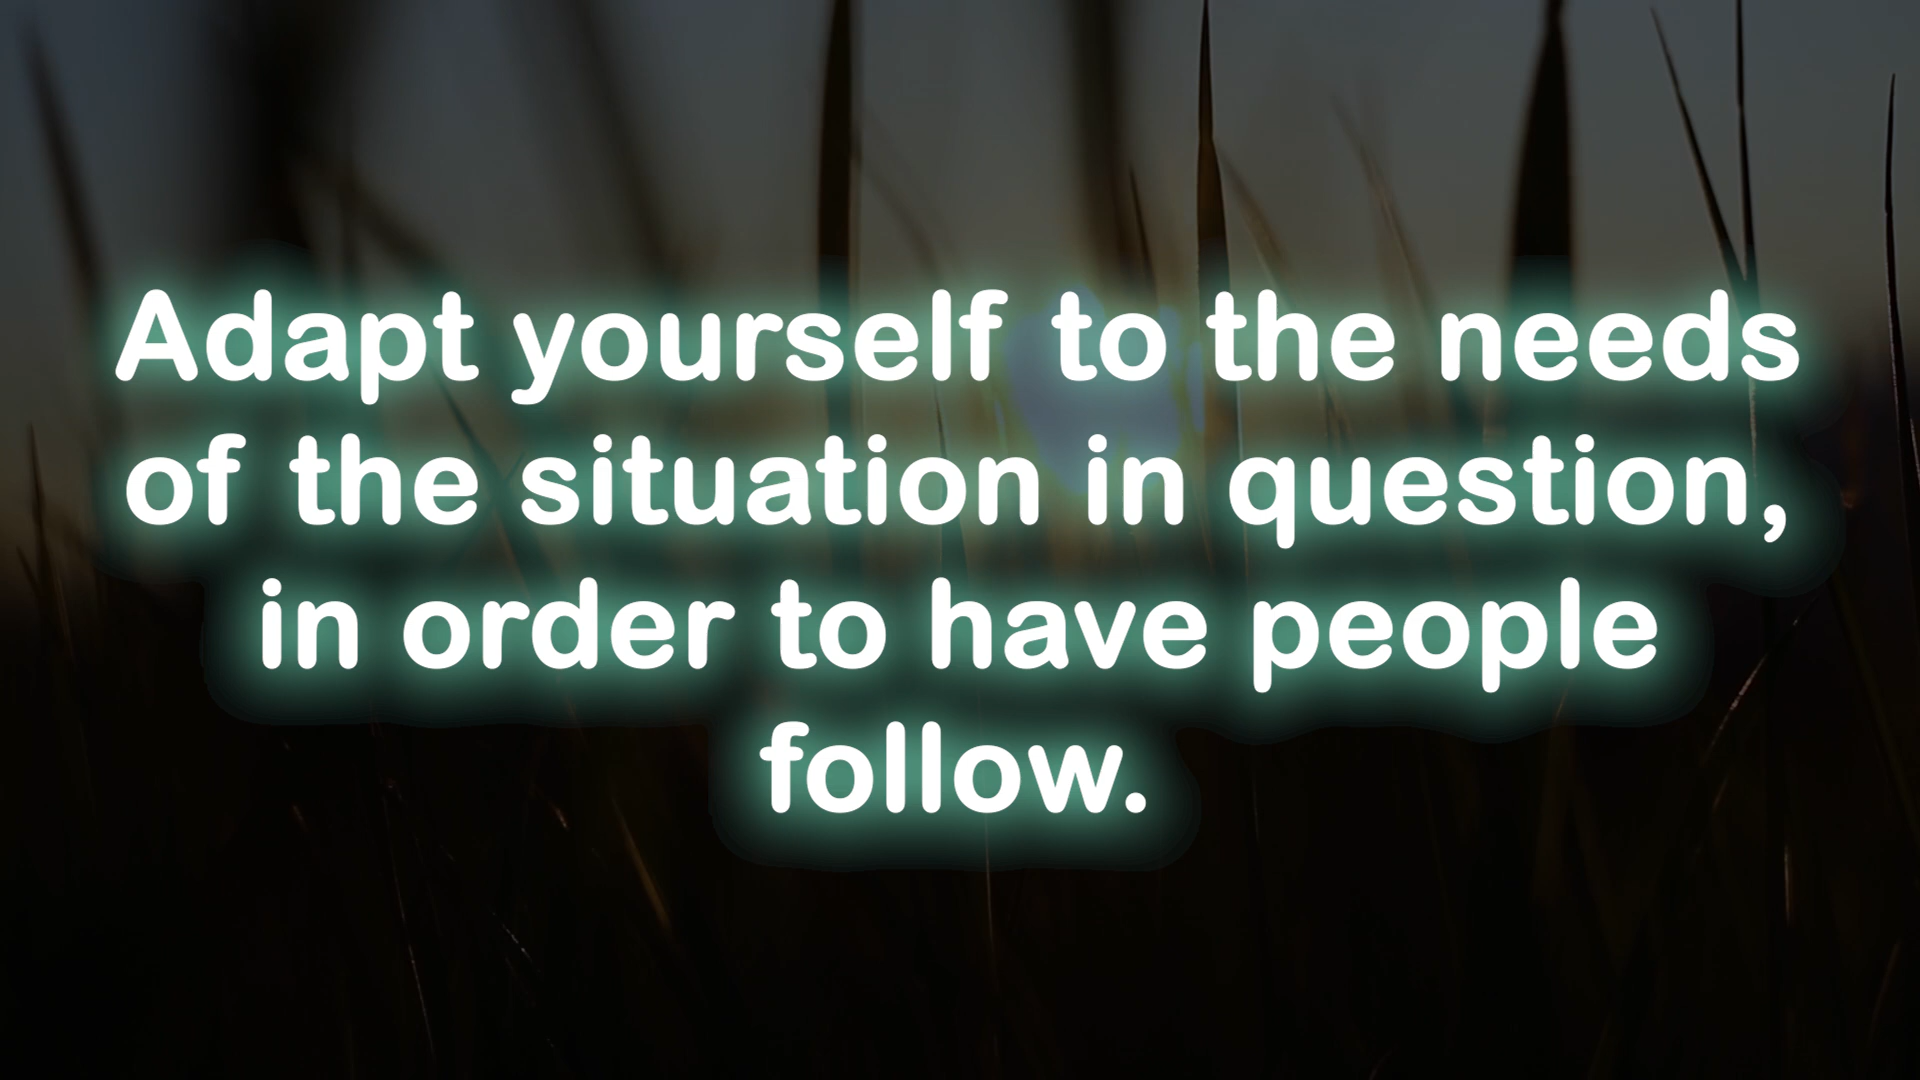 Adapt yourself to the needs
of the situation in question,
in order to have people
follow.